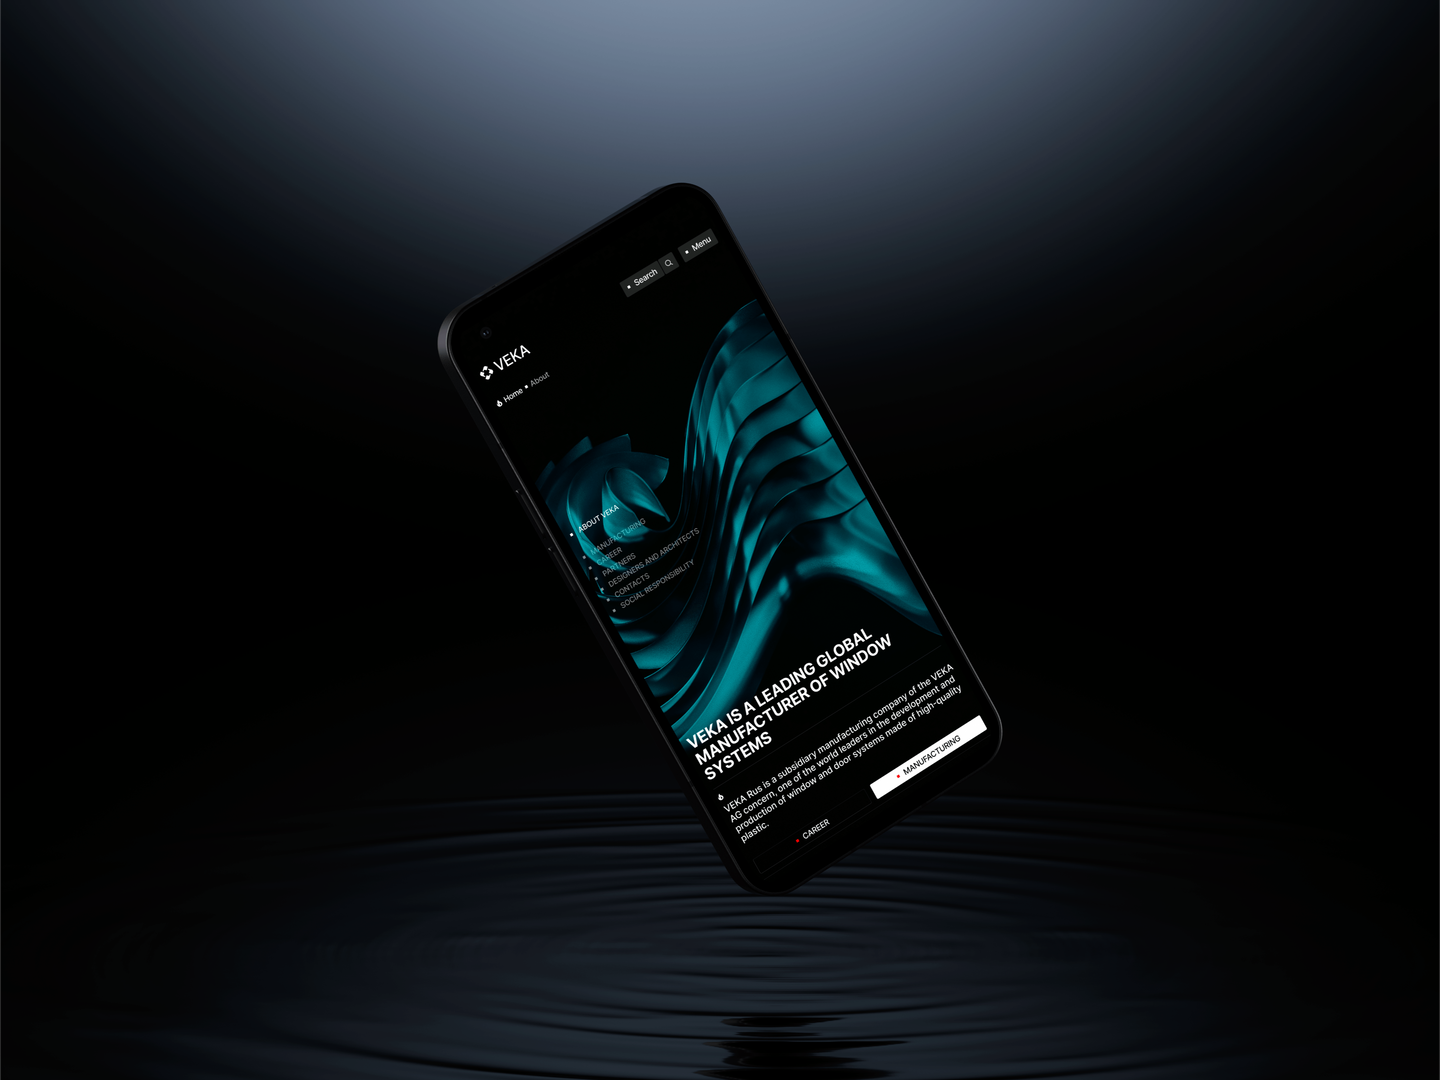 Search
Menu
VEKA
Home • About
ABOUT VEKA
MANUFACTURING
CAREER
PARTNERS
DESIGNERS AND ARCHITECTS
CONTACTS
SOCIAL RESPONSIBILITY
VEKA IS A LEADING GLOBAL
MANUFACTURER OF WINDOW
SYSTEMS
VEKA Rus is a subsidiary manufacturing company of the VEKA
AG concern, one of the world leaders in the development and
production of window and door systems made of high-quality
plastic.
CAREER
MANUFACTURING